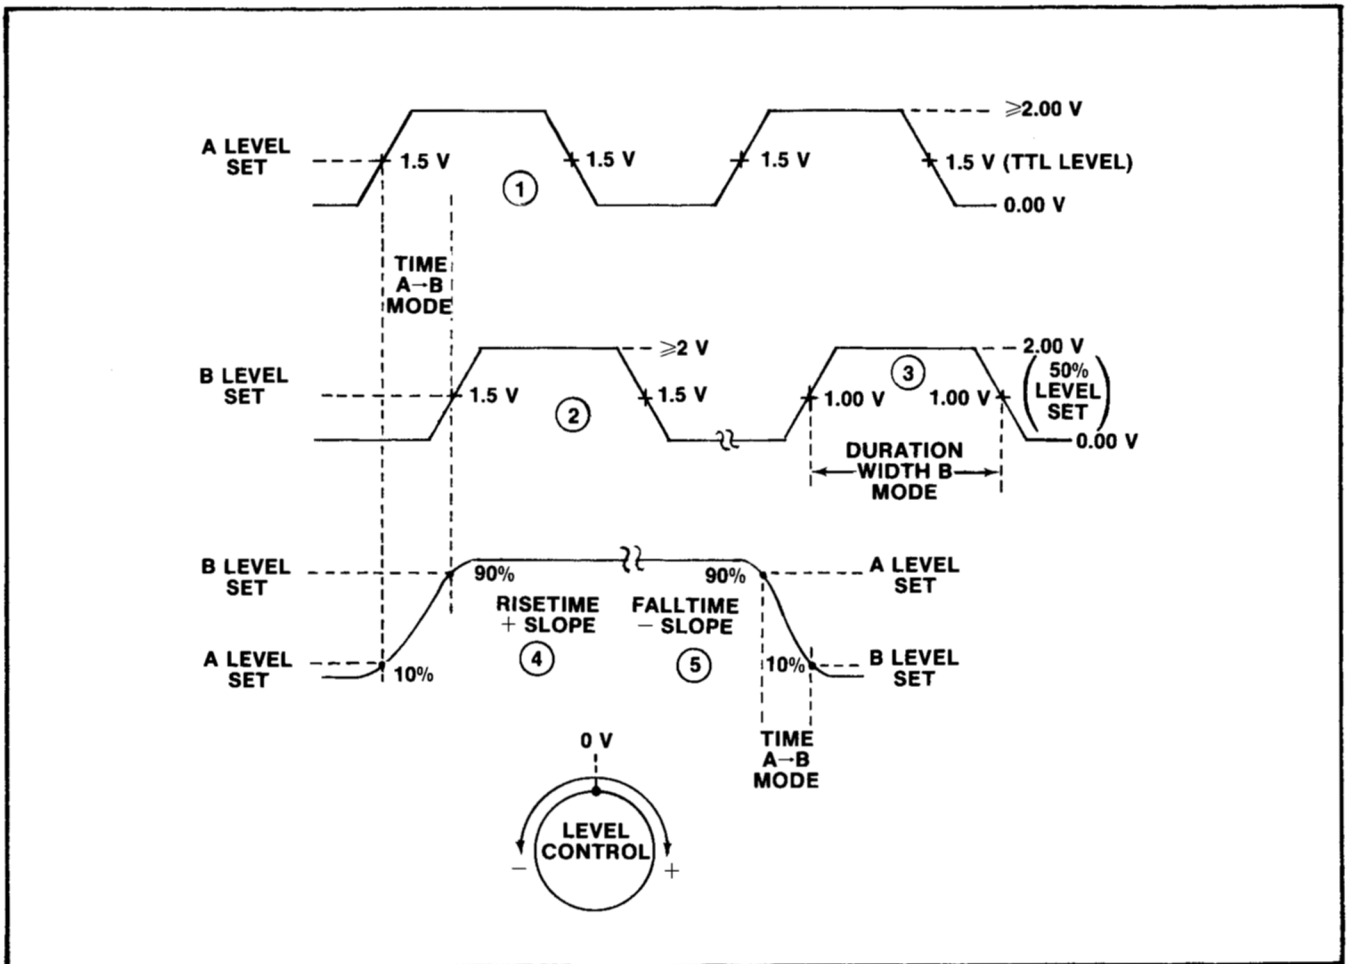 ≥2.00 V
A LEVEL
SET
1.5 V
1.5 V
1.5 V
1.5 V (TTL LEVEL)
1
0.00 V
TIME
A→B
MODE
≥2 V
2.00 V
B LEVEL
SET
1.5 V
1.5 V
3
1.00 V
1.00 V
(50%
LEVEL
SET)
2
0.00 V
DURATION
WIDTH B
MODE
B LEVEL
SET
90%
90%
A LEVEL
SET
RISETIME
+ SLOPE
4
FALLTIME
− SLOPE
5
A LEVEL
SET
10%
10%
B LEVEL
SET
TIME
A→B
MODE
0 V
LEVEL
CONTROL
−
+